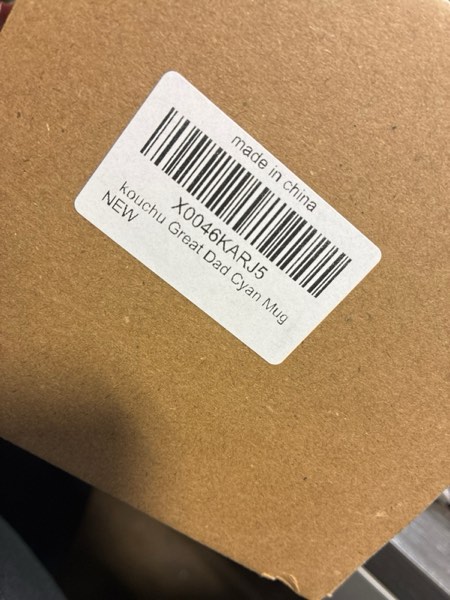 made in china
X0046KARJ5
kouchu Great Dad Cyan Mug
NEW